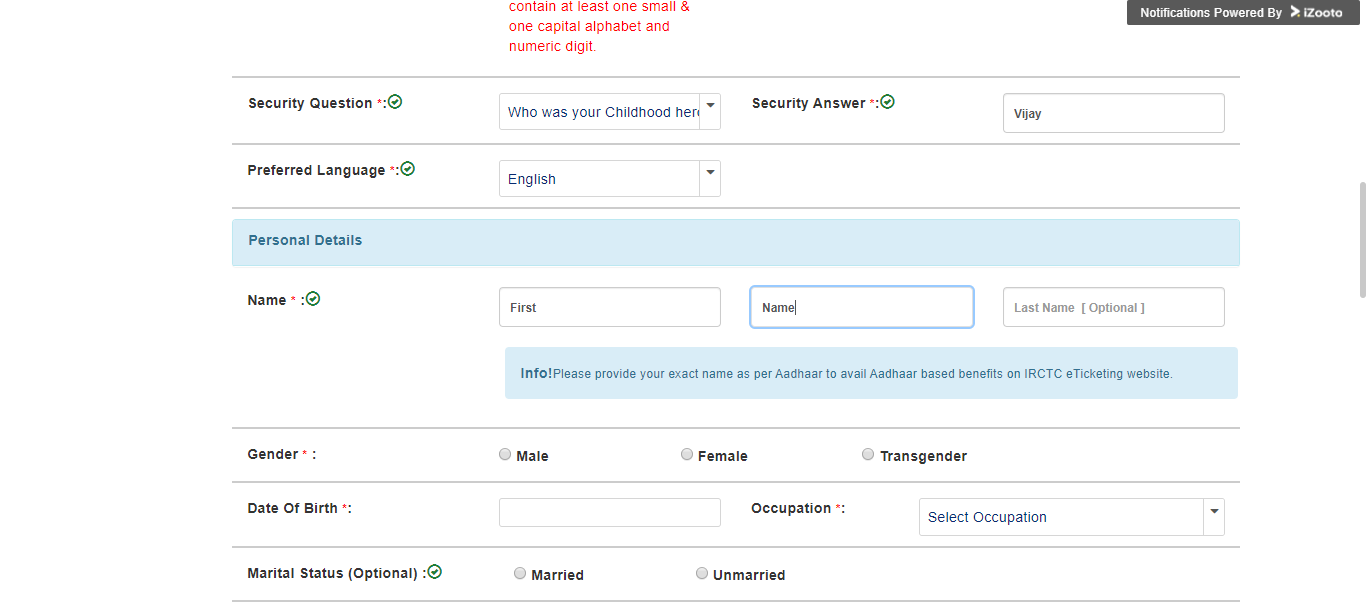 contain at least one small &
Notifications Powered By iZooto
one capital alphabet and
numeric digit.
Security Question *:
Who was your Childhood her
Security Answer *:
Vijay
Preferred Language *:
English
Personal Details
Name * :
First
Name
Last Name [ Optional ]
Info!Please provide your exact name as per Aadhaar to avail Aadhaar based benefits on IRCTC eTicketing website.
Gender * :
Male
Female
Transgender
Date Of Birth *:
Occupation *:
Select Occupation
Marital Status (Optional) :
Married
Unmarried